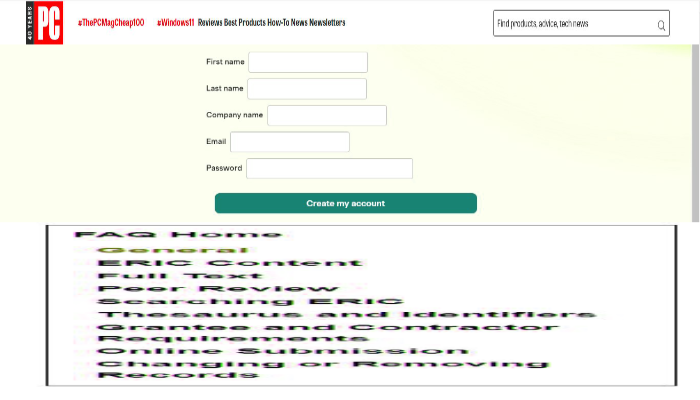 40 YEARS
PC
#ThePCMagCheap100 #Windows11 Reviews Best Products How-To News Newsletters
Find products, advice, tech news
First name
Last name
Company name
Email
Password
Create my account
FAQ Home
General
ERIC Content
Full Text
Peer Review
Searching ERIC
Thesaurus and Identifiers
Grantee and Contractor
Requirements
Online Submission
Changing or Removing
Records